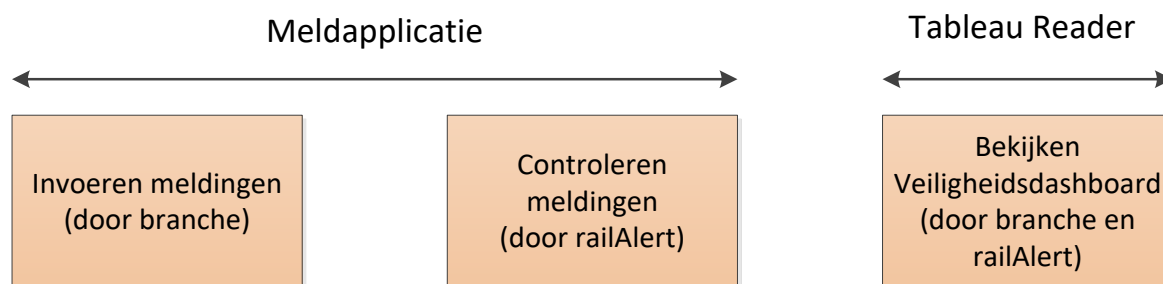 Meldapplicatie
Tableau Reader
Invoeren meldingen
(door branche)
Controleren
meldingen
(door railAlert)
Bekijken
Veiligheidsdashboard
(door branche en
railAlert)